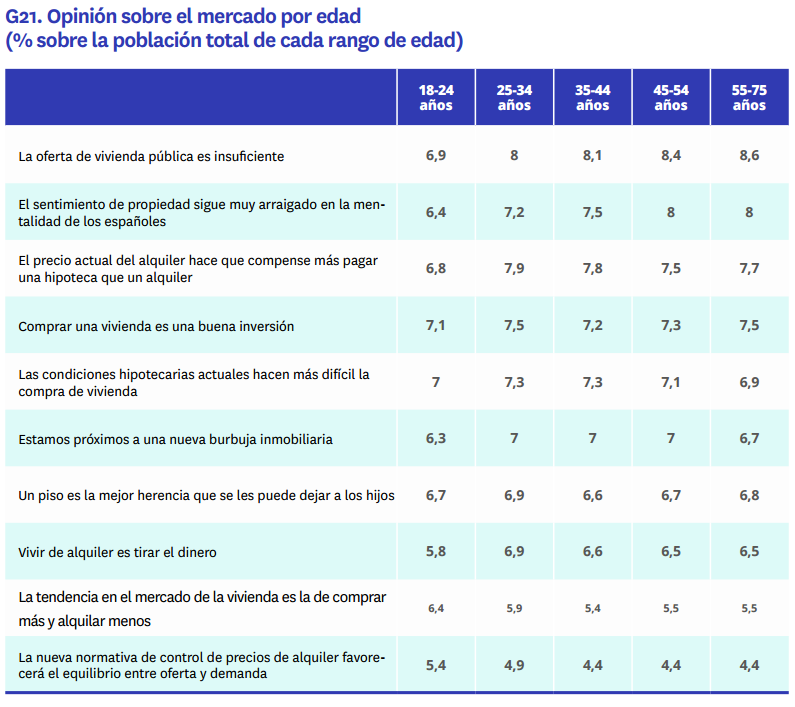 G21. Opinión sobre el mercado por edad
(% sobre la población total de cada rango de edad)
18-24 25-34 35-44 45-54 55-75
años años años años años
La oferta de vivienda pública es insuficiente 6,9 8 8,1 8,4 8,6
El sentimiento de propiedad sigue muy arraigado en la men-
talidad de los españoles 6,4 7,2 7,5 8 8
El precio actual del alquiler hace que compense más pagar
una hipoteca que un alquiler 6,8 7,9 7,8 7,5 7,7
Comprar una vivienda es una buena inversión 7,1 7,5 7,2 7,3 7,5
Las condiciones hipotecarias actuales hacen más difícil la
compra de vivienda 7 7,3 7,3 7,1 6,9
Estamos próximos a una nueva burbuja inmobiliaria 6,3 7 7 7 6,7
Un piso es la mejor herencia que se les puede dejar a los hijos 6,7 6,9 6,6 6,7 6,8
Vivir de alquiler es tirar el dinero 5,8 6,9 6,6 6,5 6,5
La tendencia en el mercado de la vivienda es la de comprar
más y alquilar menos 6,4 5,9 5,4 5,5 5,5
La nueva normativa de control de precios de alquiler favore-
cerá el equilibrio entre oferta y demanda 5,4 4,9 4,4 4,4 4,4